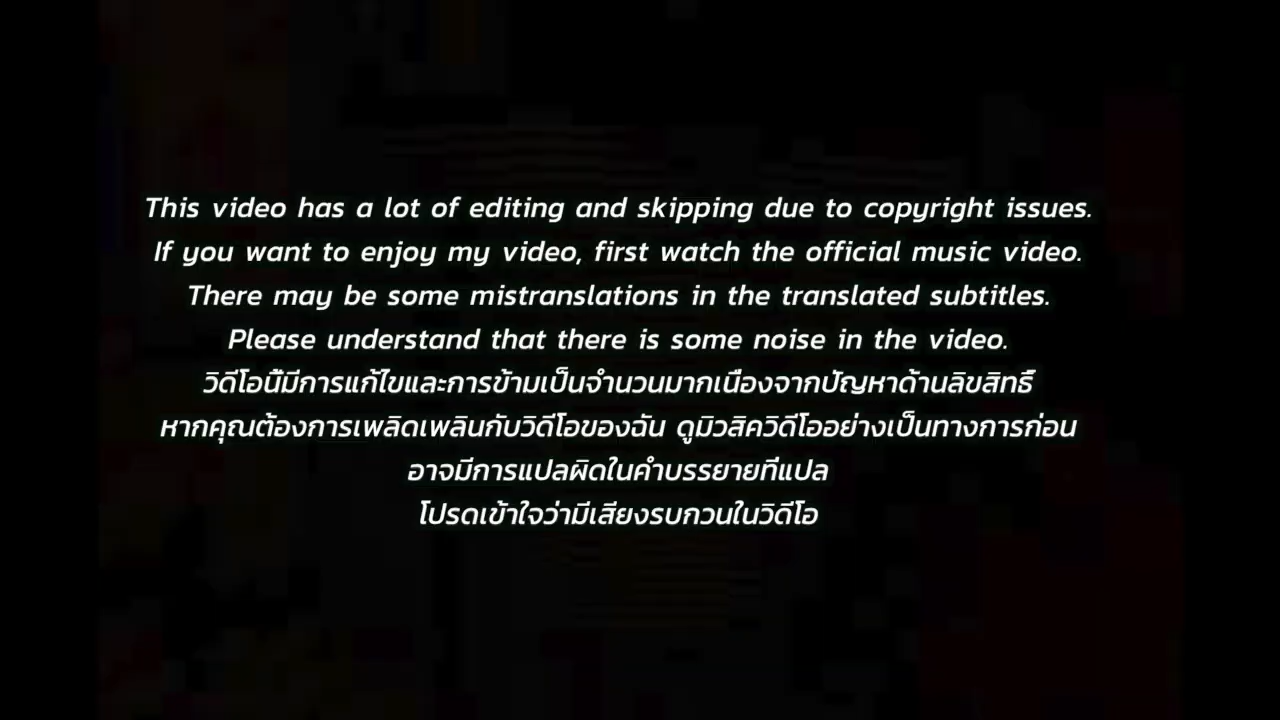 This video has a lot of editing and skipping due to copyright issues.
If you want to enjoy my video, first watch the official music video.
There may be some mistranslations in the translated subtitles.
Please understand that there is some noise in the video.
วิดีโอนี้มีการแก้ไขและการข้ามเป็นจำนวนมากเนื่องจากปัญหาด้านลิขสิทธิ์
หากคุณต้องการเพลิดเพลินกับวิดีโอของฉัน ดูมิวสิควิดีโออย่างเป็นทางการก่อน
อาจมีการแปลผิดในคำบรรยายที่แปล
โปรดเข้าใจว่ามีเสียงรบกวนในวิดีโอ